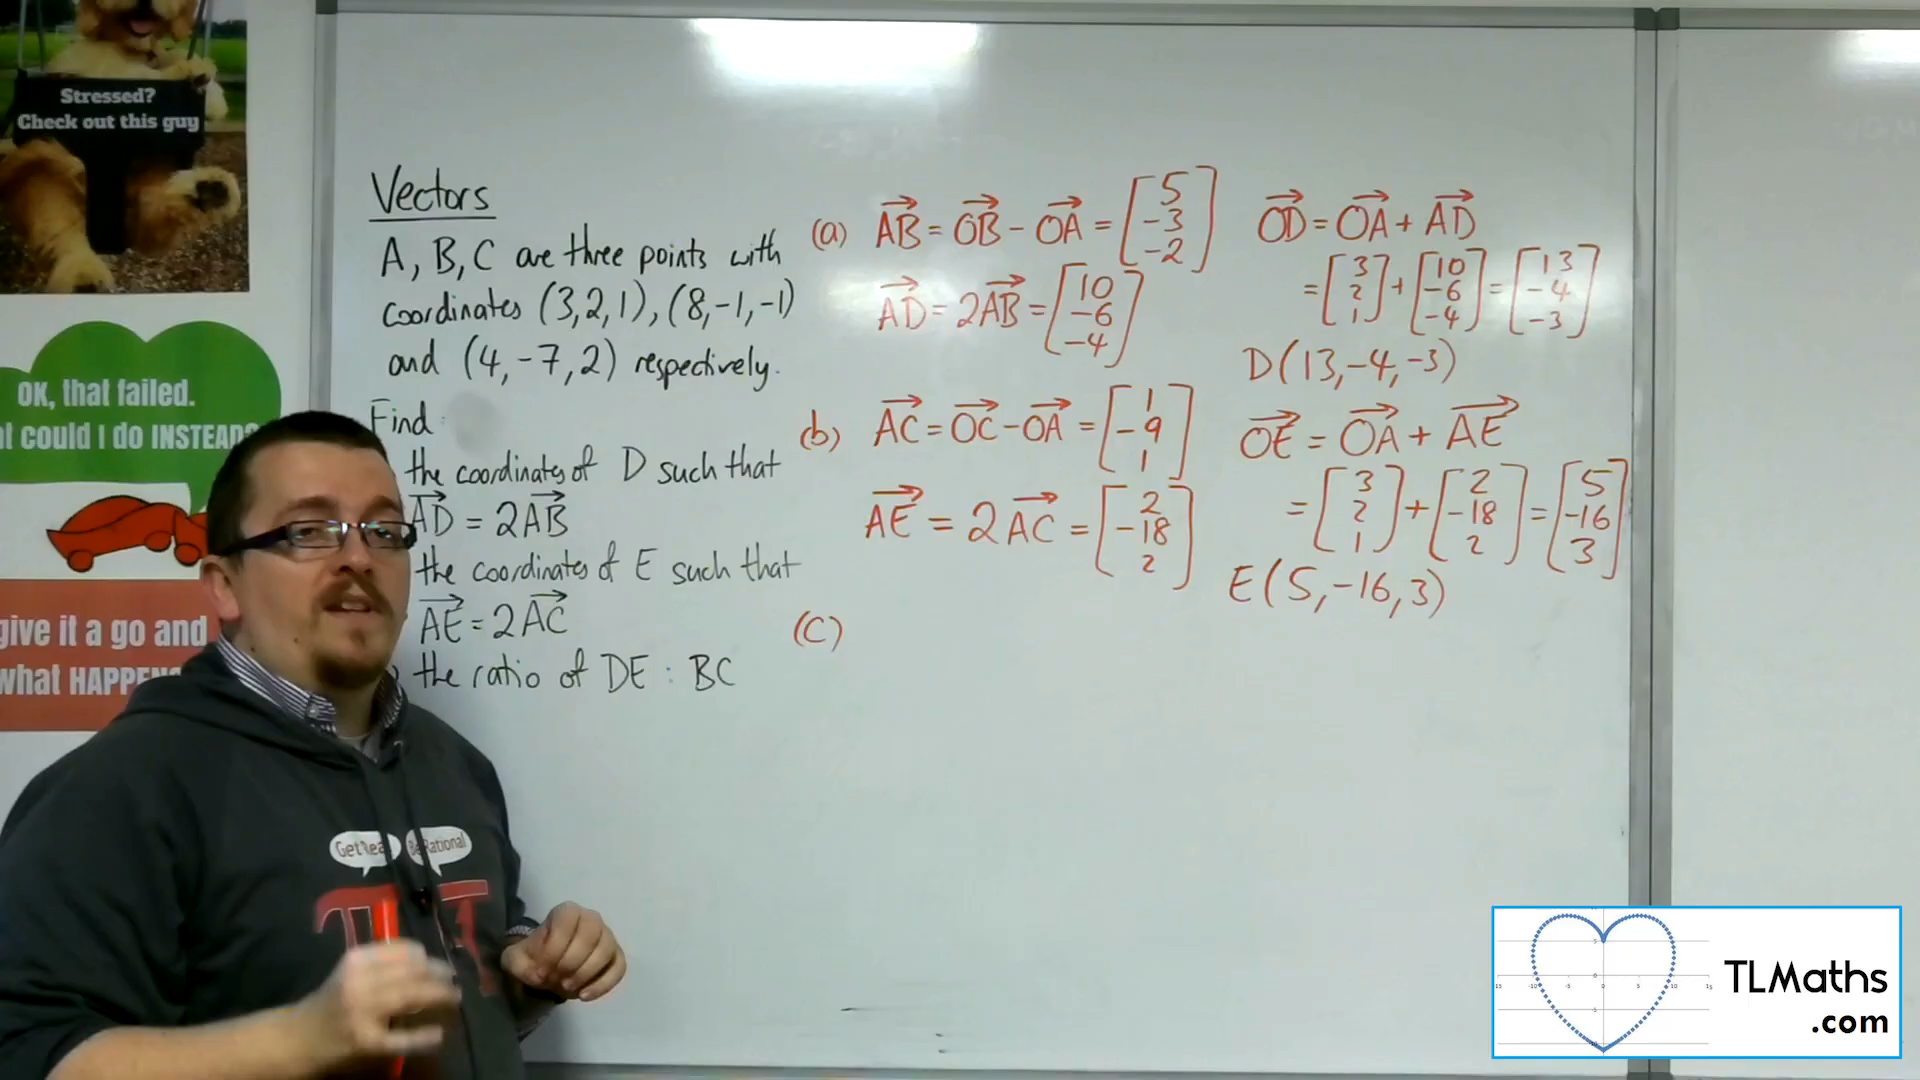 Stressed?
Check out this guy
OK, that failed.
could I do INSTEAD?
give it a go and
what HAPPENS
Vectors
A, B, C are three points with
coordinates (3,2,1), (8,-1,-1)
and (4,-7,2) respectively.
Find:
the coordinates of D such that
AD = 2AB
the coordinates of E such that
AE = 2AC
the ratio of DE : BC
(a) AB = OB - OA = [5 -3 -2]
AD = 2AB = [10 -6 -4]
OD = OA + AD
= [3 2 1] + [10 -6 -4] = [13 -4 -3]
D(13,-4,-3)
(b) AC = OC - OA = [1 -9 1]
AE = 2AC = [2 -18 2]
OE = OA + AE
= [3 2 1] + [2 -18 2] = [5 -16 3]
E(5,-16,3)
(c)
Get Real
Be Rational
TLMaths
.com